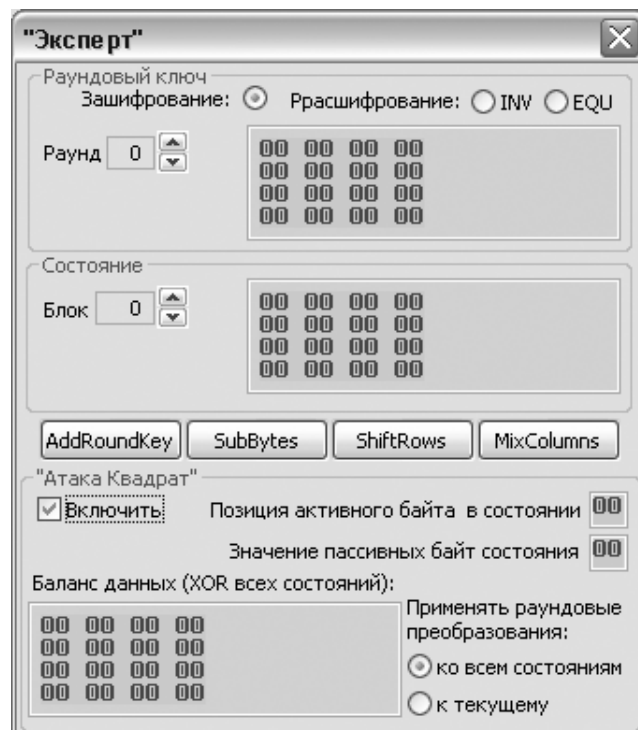 "Эксперт"
Раундовый ключ
Зашифрование: Ррасшифрование: INV EQU
Раунд 0
00 00 00 00
00 00 00 00
00 00 00 00
00 00 00 00
Состояние
Блок 0
00 00 00 00
00 00 00 00
00 00 00 00
00 00 00 00
AddRoundKey SubBytes ShiftRows MixColumns
"Атака Квадрат"
Включить Позиция активного байта в состоянии 00
Значение пассивных байт состояния 00
Баланс данных (XOR всех состояний):
00 00 00 00
00 00 00 00
00 00 00 00
00 00 00 00
Применять раундовые
преобразования:
ко всем состояниям
к текущему